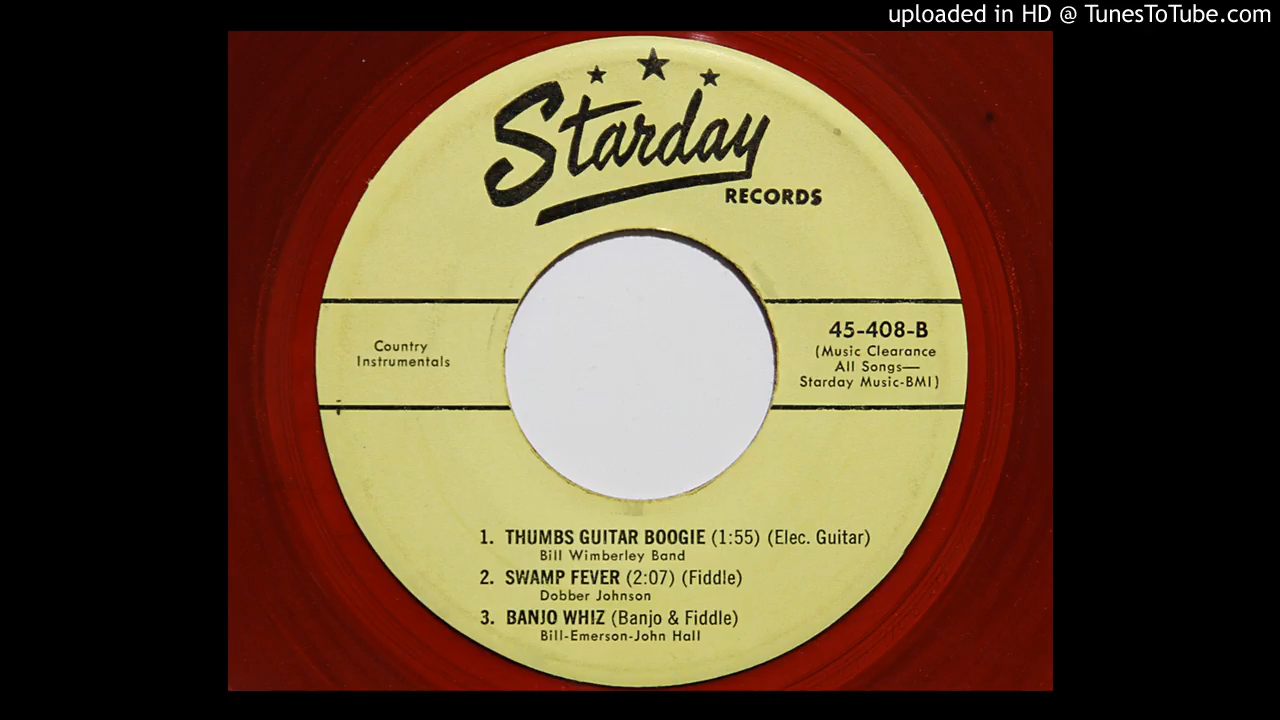 uploaded in HD @ TunesToTube.com
Starday
RECORDS
Country
Instrumentals
45-408-B
(Music Clearance
All Songs—
Starday Music-BMI)
1. THUMBS GUITAR BOOGIE (1:55) (Elec. Guitar)
Bill Wimberley Band
2. SWAMP FEVER (2:07) (Fiddle)
Dobber Johnson
3. BANJO WHIZ (Banjo & Fiddle)
Bill-Emerson-John Hall